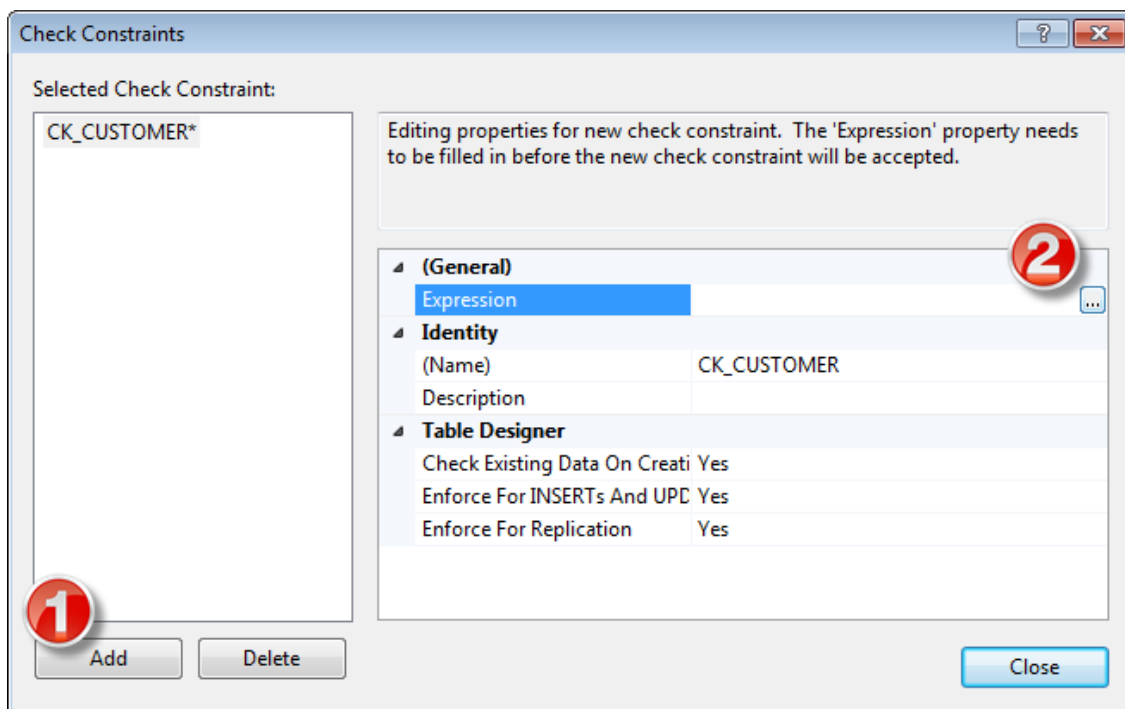 Check Constraints
?
Selected Check Constraint:
CK_CUSTOMER*
Editing properties for new check constraint. The 'Expression' property needs
to be filled in before the new check constraint will be accepted.
2
(General)
Expression ...
Identity
(Name) CK_CUSTOMER
Description
Table Designer
Check Existing Data On Creati Yes
Enforce For INSERTs And UPD Yes
Enforce For Replication Yes
1
Add Delete
Close